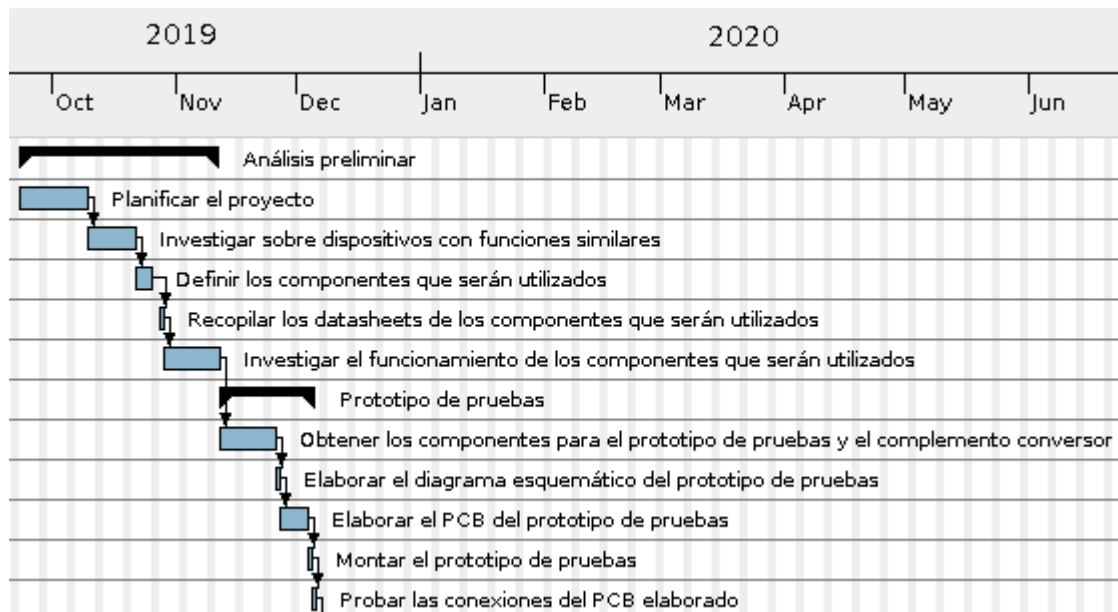 2019 2020
Oct Nov Dec Jan Feb Mar Apr May Jun
Análisis preliminar
Planificar el proyecto
Investigar sobre dispositivos con funciones similares
Definir los componentes que serán utilizados
Recopilar los datasheets de los componentes que serán utilizados
Investigar el funcionamiento de los componentes que serán utilizados
Prototipo de pruebas
Obtener los componentes para el prototipo de pruebas y el complemento conversor
Elaborar el diagrama esquemático del prototipo de pruebas
Elaborar el PCB del prototipo de pruebas
Montar el prototipo de pruebas
Probar las conexiones del PCB elaborado